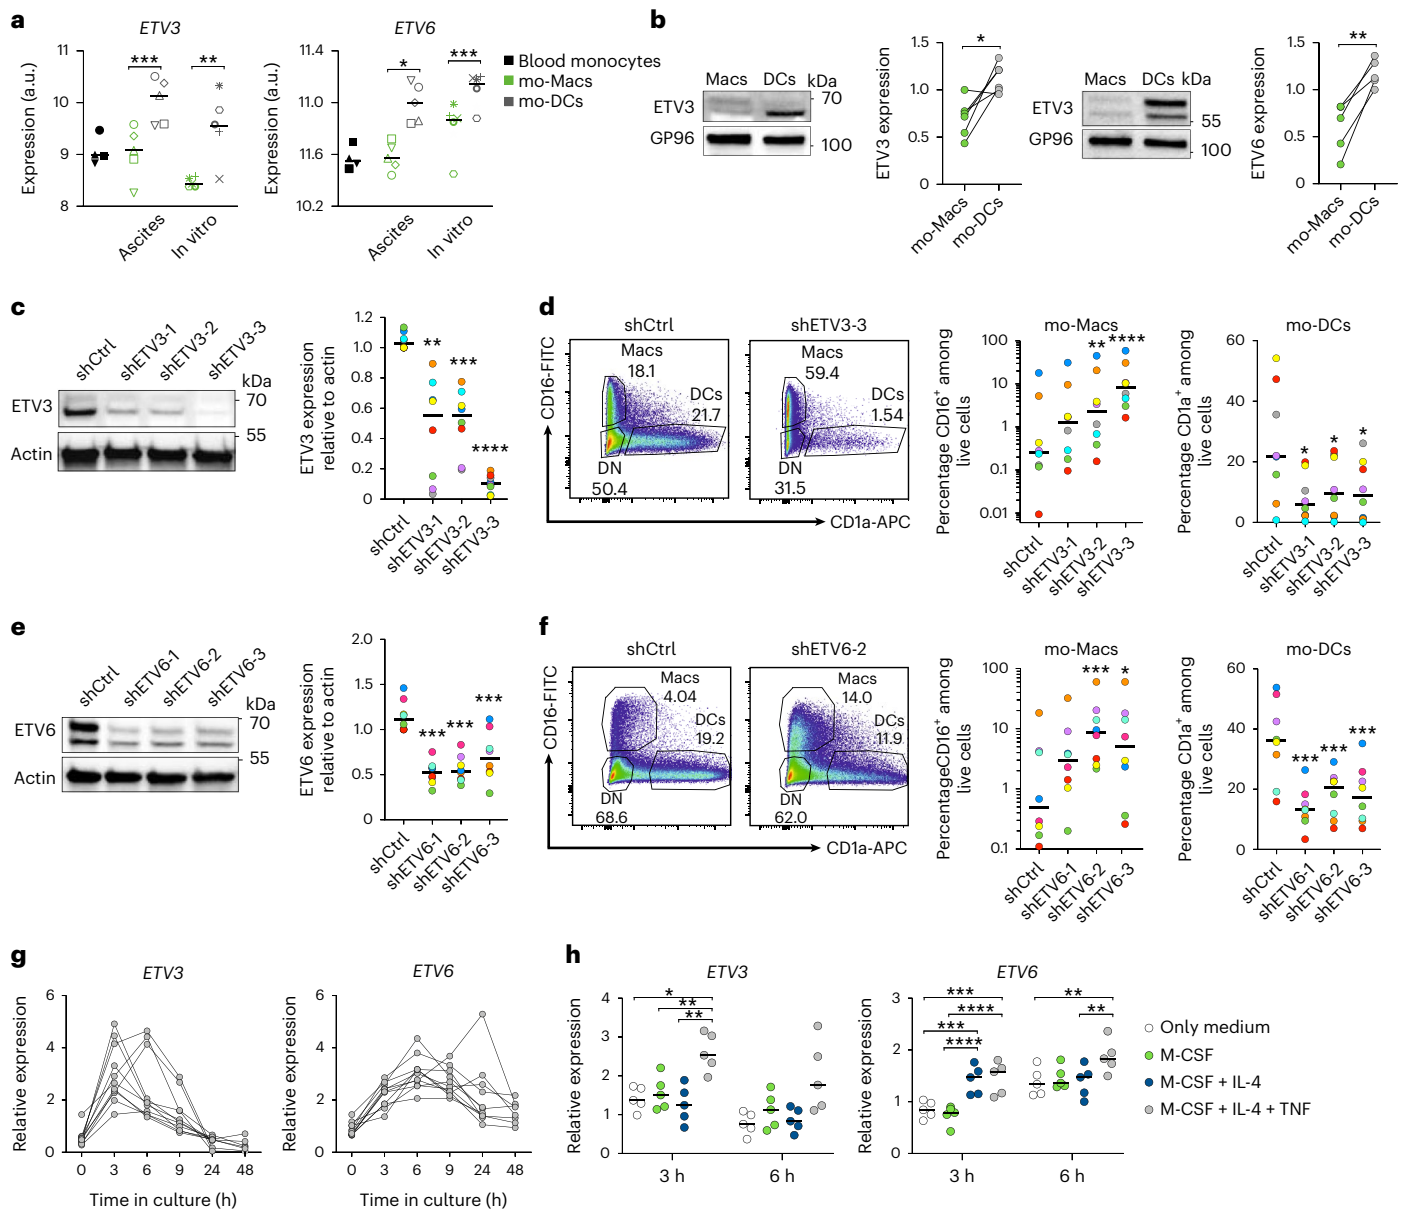 a
ETV3
Expression (a.u.)
11
10
9
8
***
**
Ascites
In vitro
ETV6
Expression (a.u.)
11.4
11.0
11.6
10.2
*
***
Ascites
In vitro
Blood monocytes
mo-Macs
mo-DCs
b
Macs DCs kDa
ETV3
70
GP96
100
ETV3 expression
1.5
1.0
0.5
0
*
mo-Macs
mo-DCs
Macs DCs kDa
ETV3
55
GP96
100
ETV6 expression
1.5
1.0
0.5
0
**
mo-Macs
mo-DCs
c
shCtrl
shETV3-1
shETV3-2
shETV3-3
kDa
ETV3
70
55
Actin
ETV3 expression
relative to actin
1.2
1.0
0.8
0.6
0.4
0.2
0
**
***
****
shCtrl
shETV3-1
shETV3-2
shETV3-3
d
shCtrl
Macs
18.1
DCs
21.7
DN
50.4
shETV3-3
Macs
59.4
DCs
1.54
DN
31.5
CD16-FITC
CD1a-APC
mo-Macs
Percentage CD16+ among
live cells
100
10
1
0.1
0.01
**
****
shCtrl
shETV3-1
shETV3-2
shETV3-3
mo-DCs
Percentage CD1a+ among
live cells
60
40
20
0
*
*
*
shCtrl
shETV3-1
shETV3-2
shETV3-3
e
shCtrl
shETV6-1
shETV6-2
shETV6-3
kDa
ETV6
70
55
Actin
ETV6 expression
relative to actin
2.0
1.5
1.0
0.5
0
***
***
***
shCtrl
shETV6-1
shETV6-2
shETV6-3
f
shCtrl
Macs
4.04
DCs
19.2
DN
68.6
shETV6-2
Macs
14.0
DCs
11.9
DN
62.0
CD16-FITC
CD1a-APC
mo-Macs
PercentageCD16+ among
live cells
100
10
1
0.1
***
*
shCtrl
shETV6-1
shETV6-2
shETV6-3
mo-DCs
Percentage CD1a+ among
live cells
60
40
20
0
***
***
***
shCtrl
shETV6-1
shETV6-2
shETV6-3
g
ETV3
Relative expression
6
4
2
0
0 3 6 9 24 48
Time in culture (h)
ETV6
Relative expression
6
4
2
0
0 3 6 9 24 48
Time in culture (h)
h
ETV3
Relative expression
4
3
2
1
0
*
**
**
3 h 6 h
ETV6
Relative expression
3
2
1
0
***
****
***
****
**
**
3 h 6 h
Only medium
M-CSF
M-CSF + IL-4
M-CSF + IL-4 + TNF